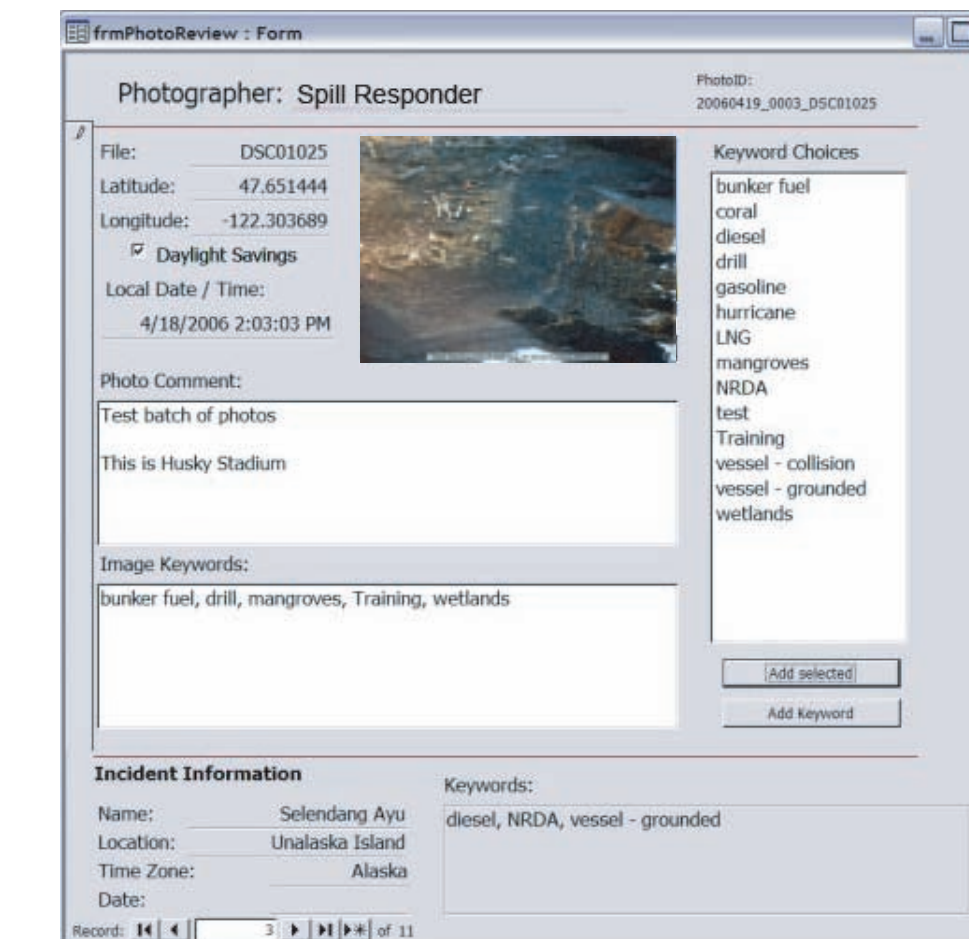 frmPhotoReview : Form
Photographer: Spill Responder
PhotoID:
20060419_0003_DSC01025
File: DSC01025
Latitude: 47.651444
Longitude: -122.303689
Daylight Savings
Local Date / Time:
4/18/2006 2:03:03 PM
Photo Comment:
Test batch of photos
This is Husky Stadium
Image Keywords:
bunker fuel, drill, mangroves, Training, wetlands
Keyword Choices
bunker fuel
coral
diesel
drill
gasoline
hurricane
LNG
mangroves
NRDA
test
Training
vessel - collision
vessel - grounded
wetlands
Add selected
Add Keyword
Incident Information
Name: Selendang Ayu
Location: Unalaska Island
Time Zone: Alaska
Date:
Keywords:
diesel, NRDA, vessel - grounded
Record: 3 of 11